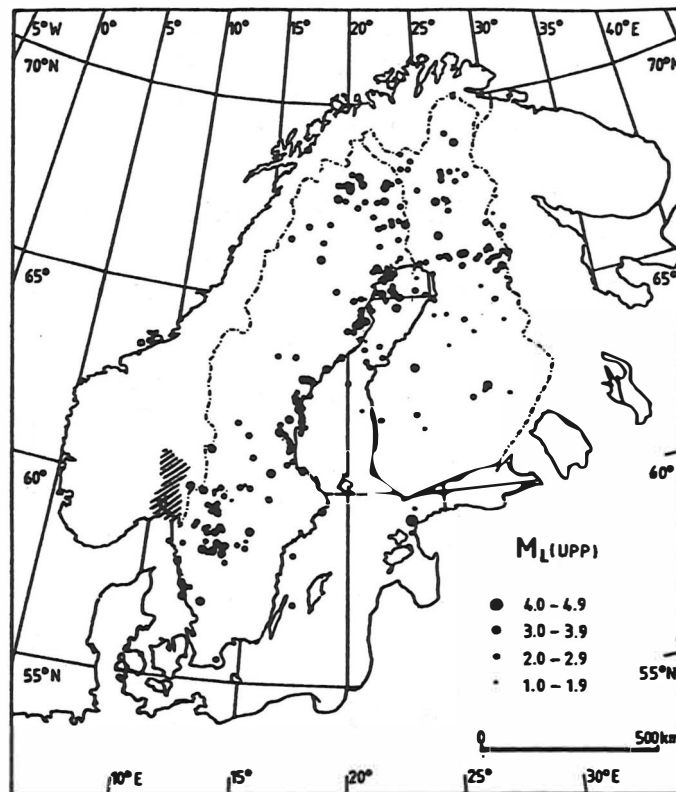 5°W 0° 5° 10° 15° 20° 25° 30° 35° 40°E
70°N 70°N
65° 65°
60° 60°
M_L(UPP)
4.0 – 4.9
3.0 – 3.9
2.0 – 2.9
1.0 – 1.9
55°N 55°N
0 500km
10°E 15° 20° 25° 30°E